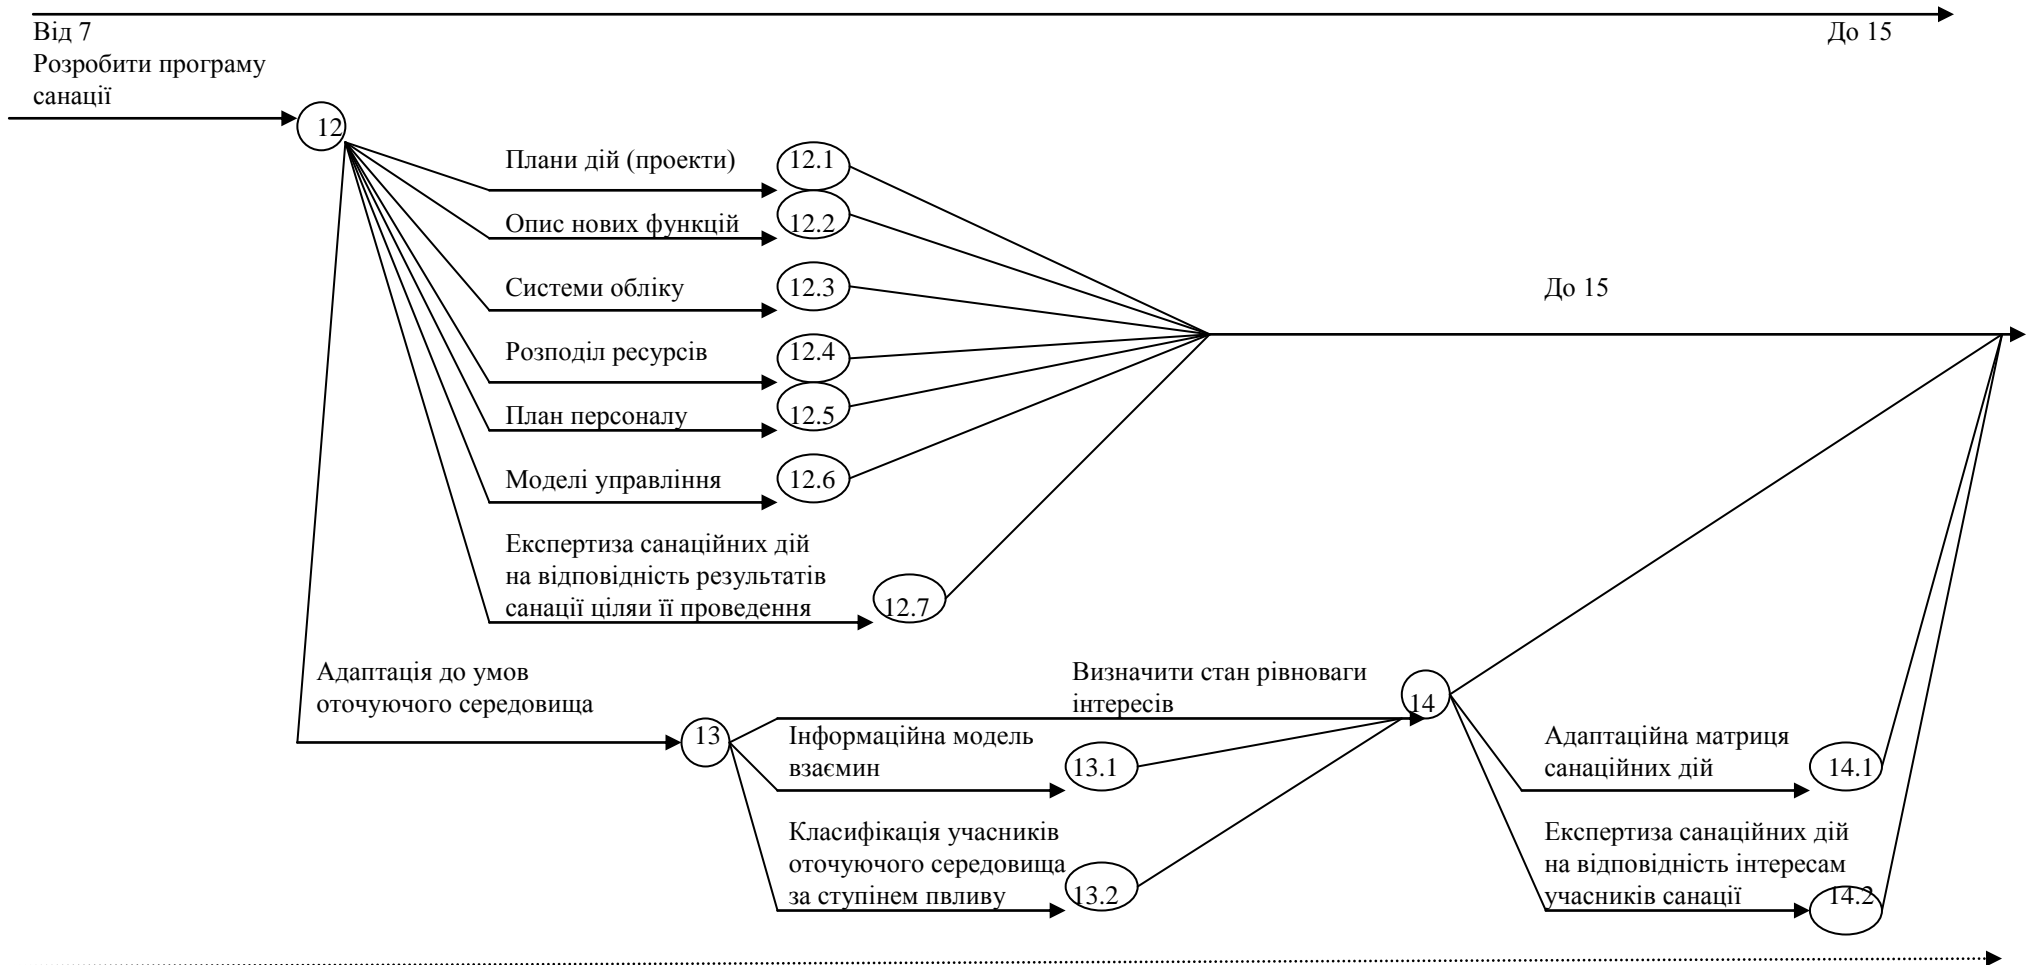 Від 7
До 15
Розробити програму
санації
12
Плани дій (проекти)
12.1
Опис нових функцій
12.2
Системи обліку
12.3
До 15
Розподіл ресурсів
12.4
План персоналу
12.5
Моделі управління
12.6
Експертиза санаційних дій
на відповідність результатів
санації ціляи її проведення
12.7
Адаптація до умов
оточуючого середовища
13
Визначити стан рівноваги
інтересів
14
Інформаційна модель
взаємин
13.1
Адаптаційна матриця
санаційних дій
14.1
Класифікація учасників
оточуючого середовища
за ступінем пвливу
13.2
Експертиза санаційних дій
на відповідність інтересам
учасників санації
14.2